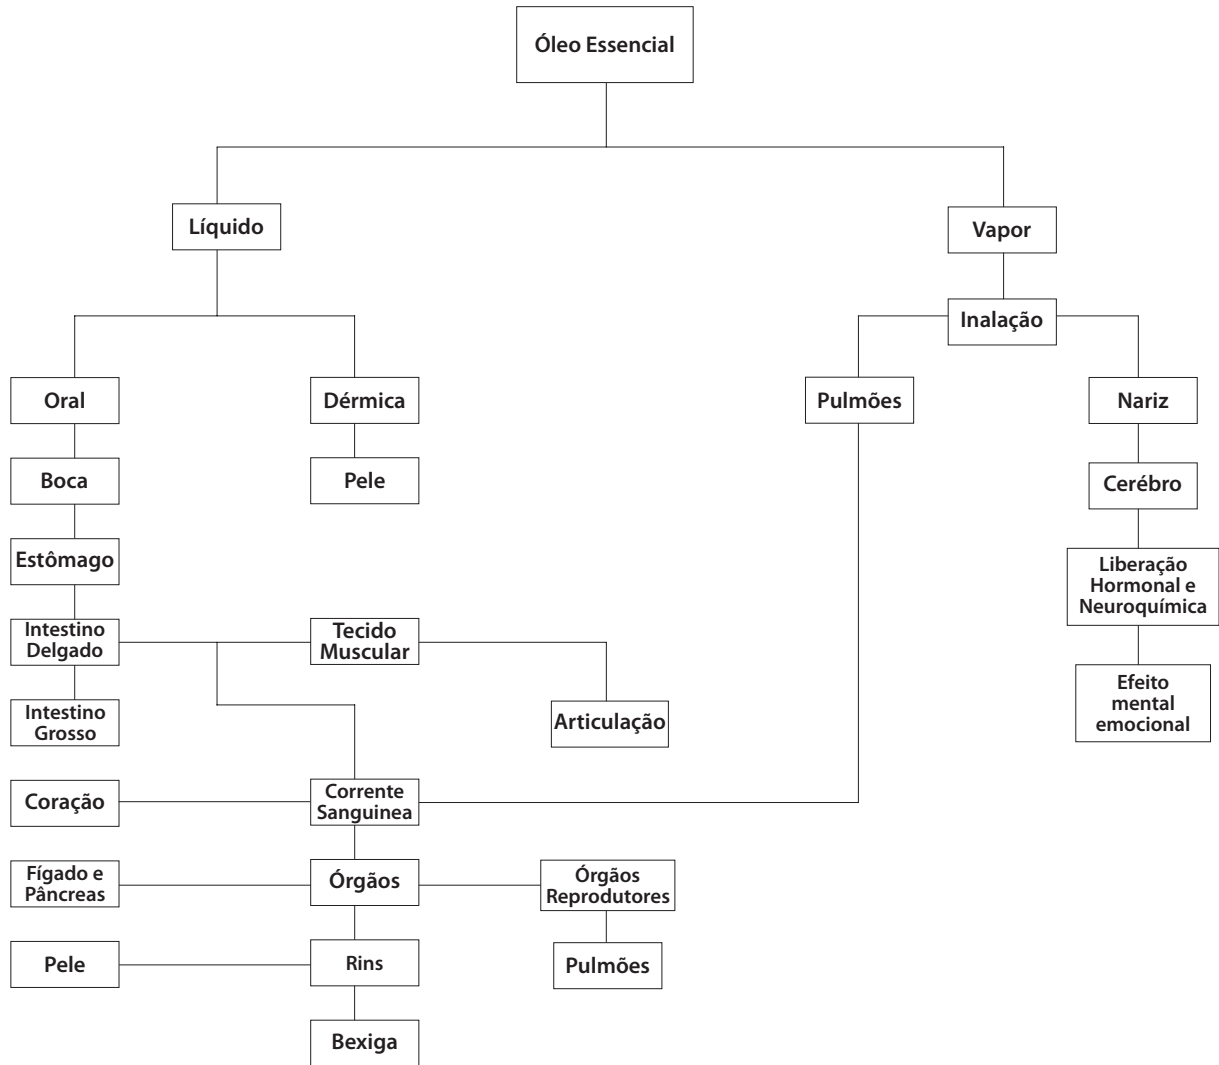 Óleo Essencial
Líquido
Vapor
Inalação
Oral
Dérmica
Pulmões
Nariz
Boca
Pele
Cerébro
Estômago
Liberação
Hormonal e
Neuroquímica
Intestino
Delgado
Tecido
Muscular
Efeito
mental
emocional
Intestino
Grosso
Articulação
Coração
Corrente
Sanguinea
Fígado e
Pâncreas
Órgãos
Órgãos
Reprodutores
Pele
Rins
Pulmões
Bexiga